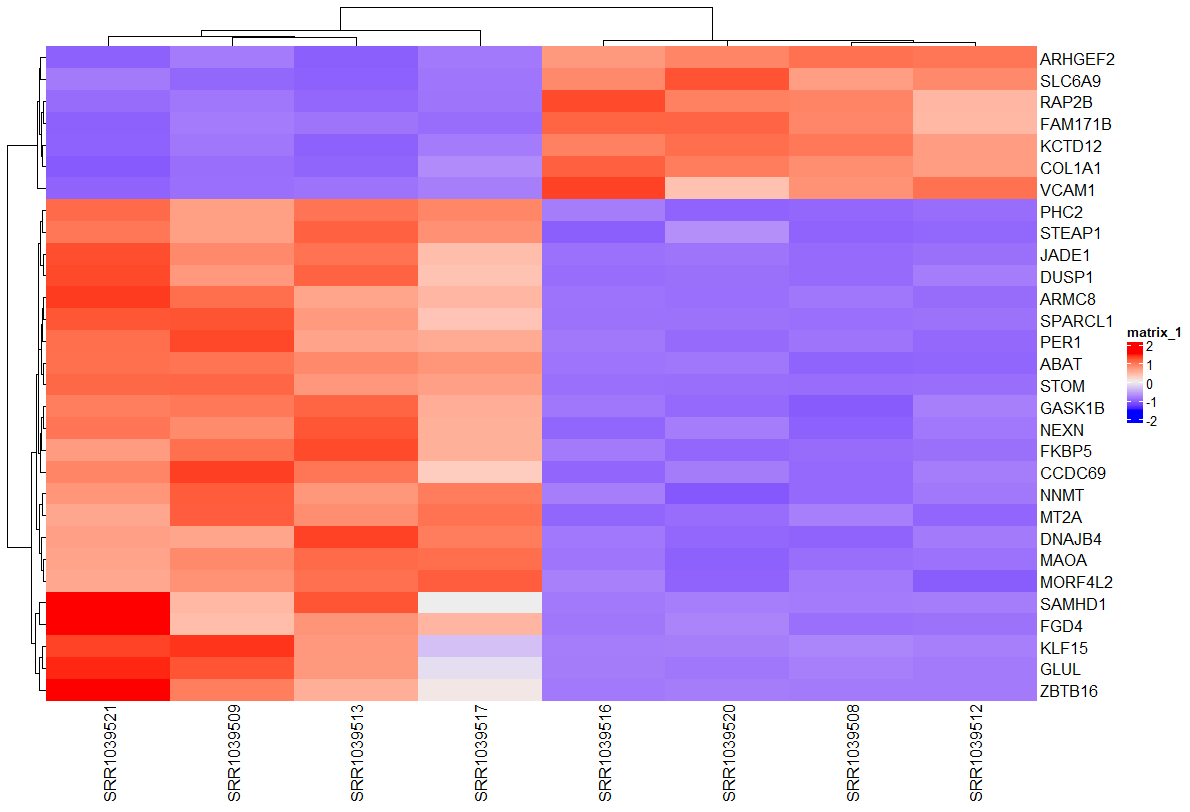 ARHGEF2
SLC6A9
RAP2B
FAM171B
KCTD12
COL1A1
VCAM1
PHC2
STEAP1
JADE1
DUSP1
ARMC8
SPARCL1
PER1
ABAT
STOM
GASK1B
NEXN
FKBP5
CCDC69
NNMT
MT2A
DNAJB4
MAOA
MORF4L2
SAMHD1
FGD4
KLF15
GLUL
ZBTB16
matrix_1
2
1
0
-1
-2
SRR1039521
SRR1039509
SRR1039513
SRR1039517
SRR1039516
SRR1039520
SRR1039508
SRR1039512